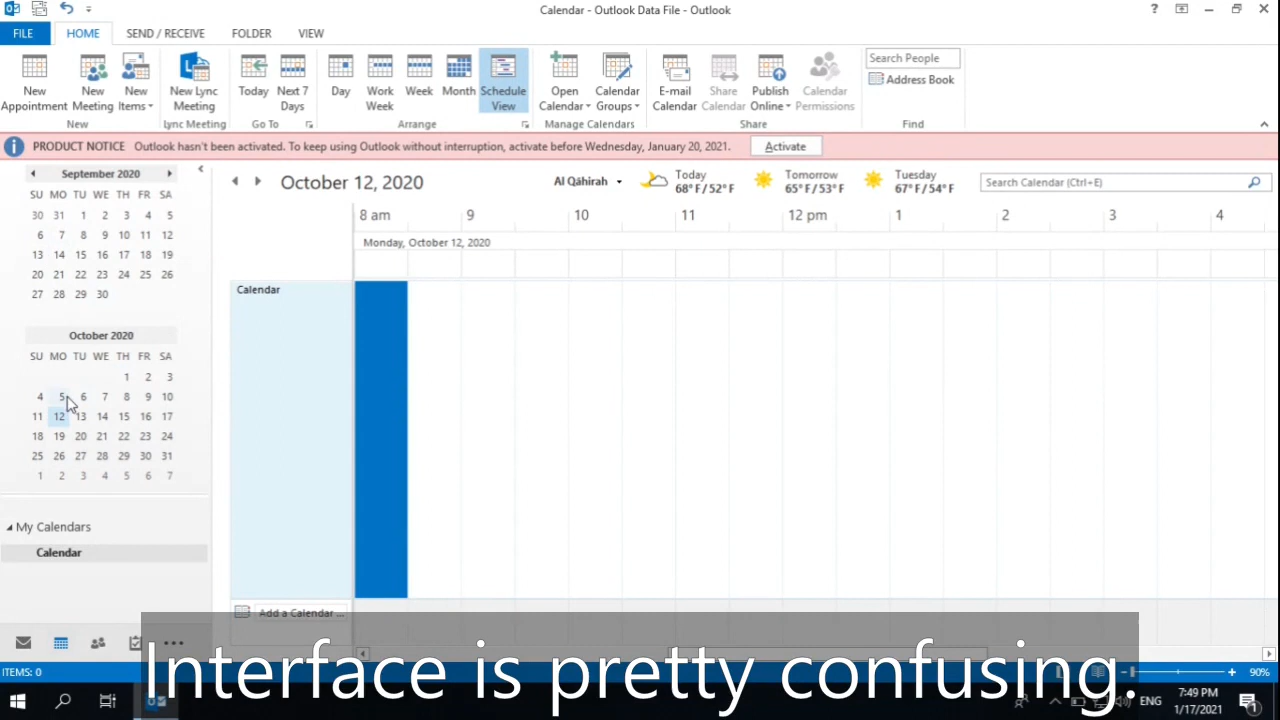 Calendar - Outlook Data File - Outlook
FILE HOME SEND / RECEIVE FOLDER VIEW
New Appointment
New Meeting
New Items
New Lync Meeting
Today
Next 7 Days
Day
Work Week
Week
Month
Schedule View
Open Calendar
Calendar Groups
E-mail Calendar
Share Calendar
Publish Online
Calendar Permissions
Search People
Address Book
New
Lync Meeting
Go To
Arrange
Manage Calendars
Share
Find
PRODUCT NOTICE Outlook hasn't been activated. To keep using Outlook without interruption, activate before Wednesday, January 20, 2021. Activate
September 2020
SU MO TU WE TH FR SA
30 31 1 2 3 4 5
6 7 8 9 10 11 12
13 14 15 16 17 18 19
20 21 22 23 24 25 26
27 28 29 30
October 2020
SU MO TU WE TH FR SA
1 2 3
4 5 6 7 8 9 10
11 12 13 14 15 16 17
18 19 20 21 22 23 24
25 26 27 28 29 30 31
1 2 3 4 5 6 7
My Calendars
Calendar
October 12, 2020
Al Qāhirah
Today
68°F/52°F
Tomorrow
65°F/53°F
Tuesday
67°F/54°F
Search Calendar (Ctrl+E)
8 am 9 10 11 12 pm 1 2 3 4
Monday, October 12, 2020
Calendar
Add a Calendar ...
Interface is pretty confusing.
ITEMS: 0
90%
ENG
7:49 PM
1/17/2021
1